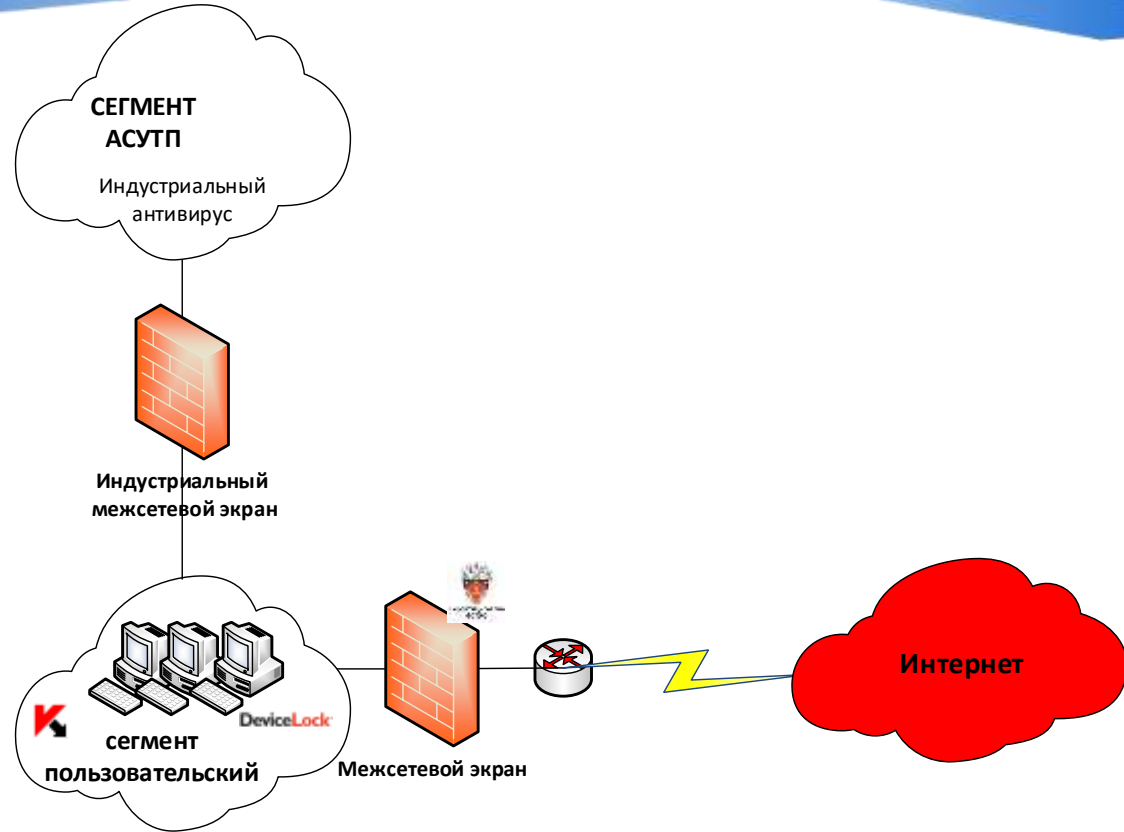 СЕГМЕНТ
АСУТП
Индустриальный
антивирус
Индустриальный
межсетевой экран
DeviceLock
сегмент
пользовательский
Межсетевой экран
Интернет